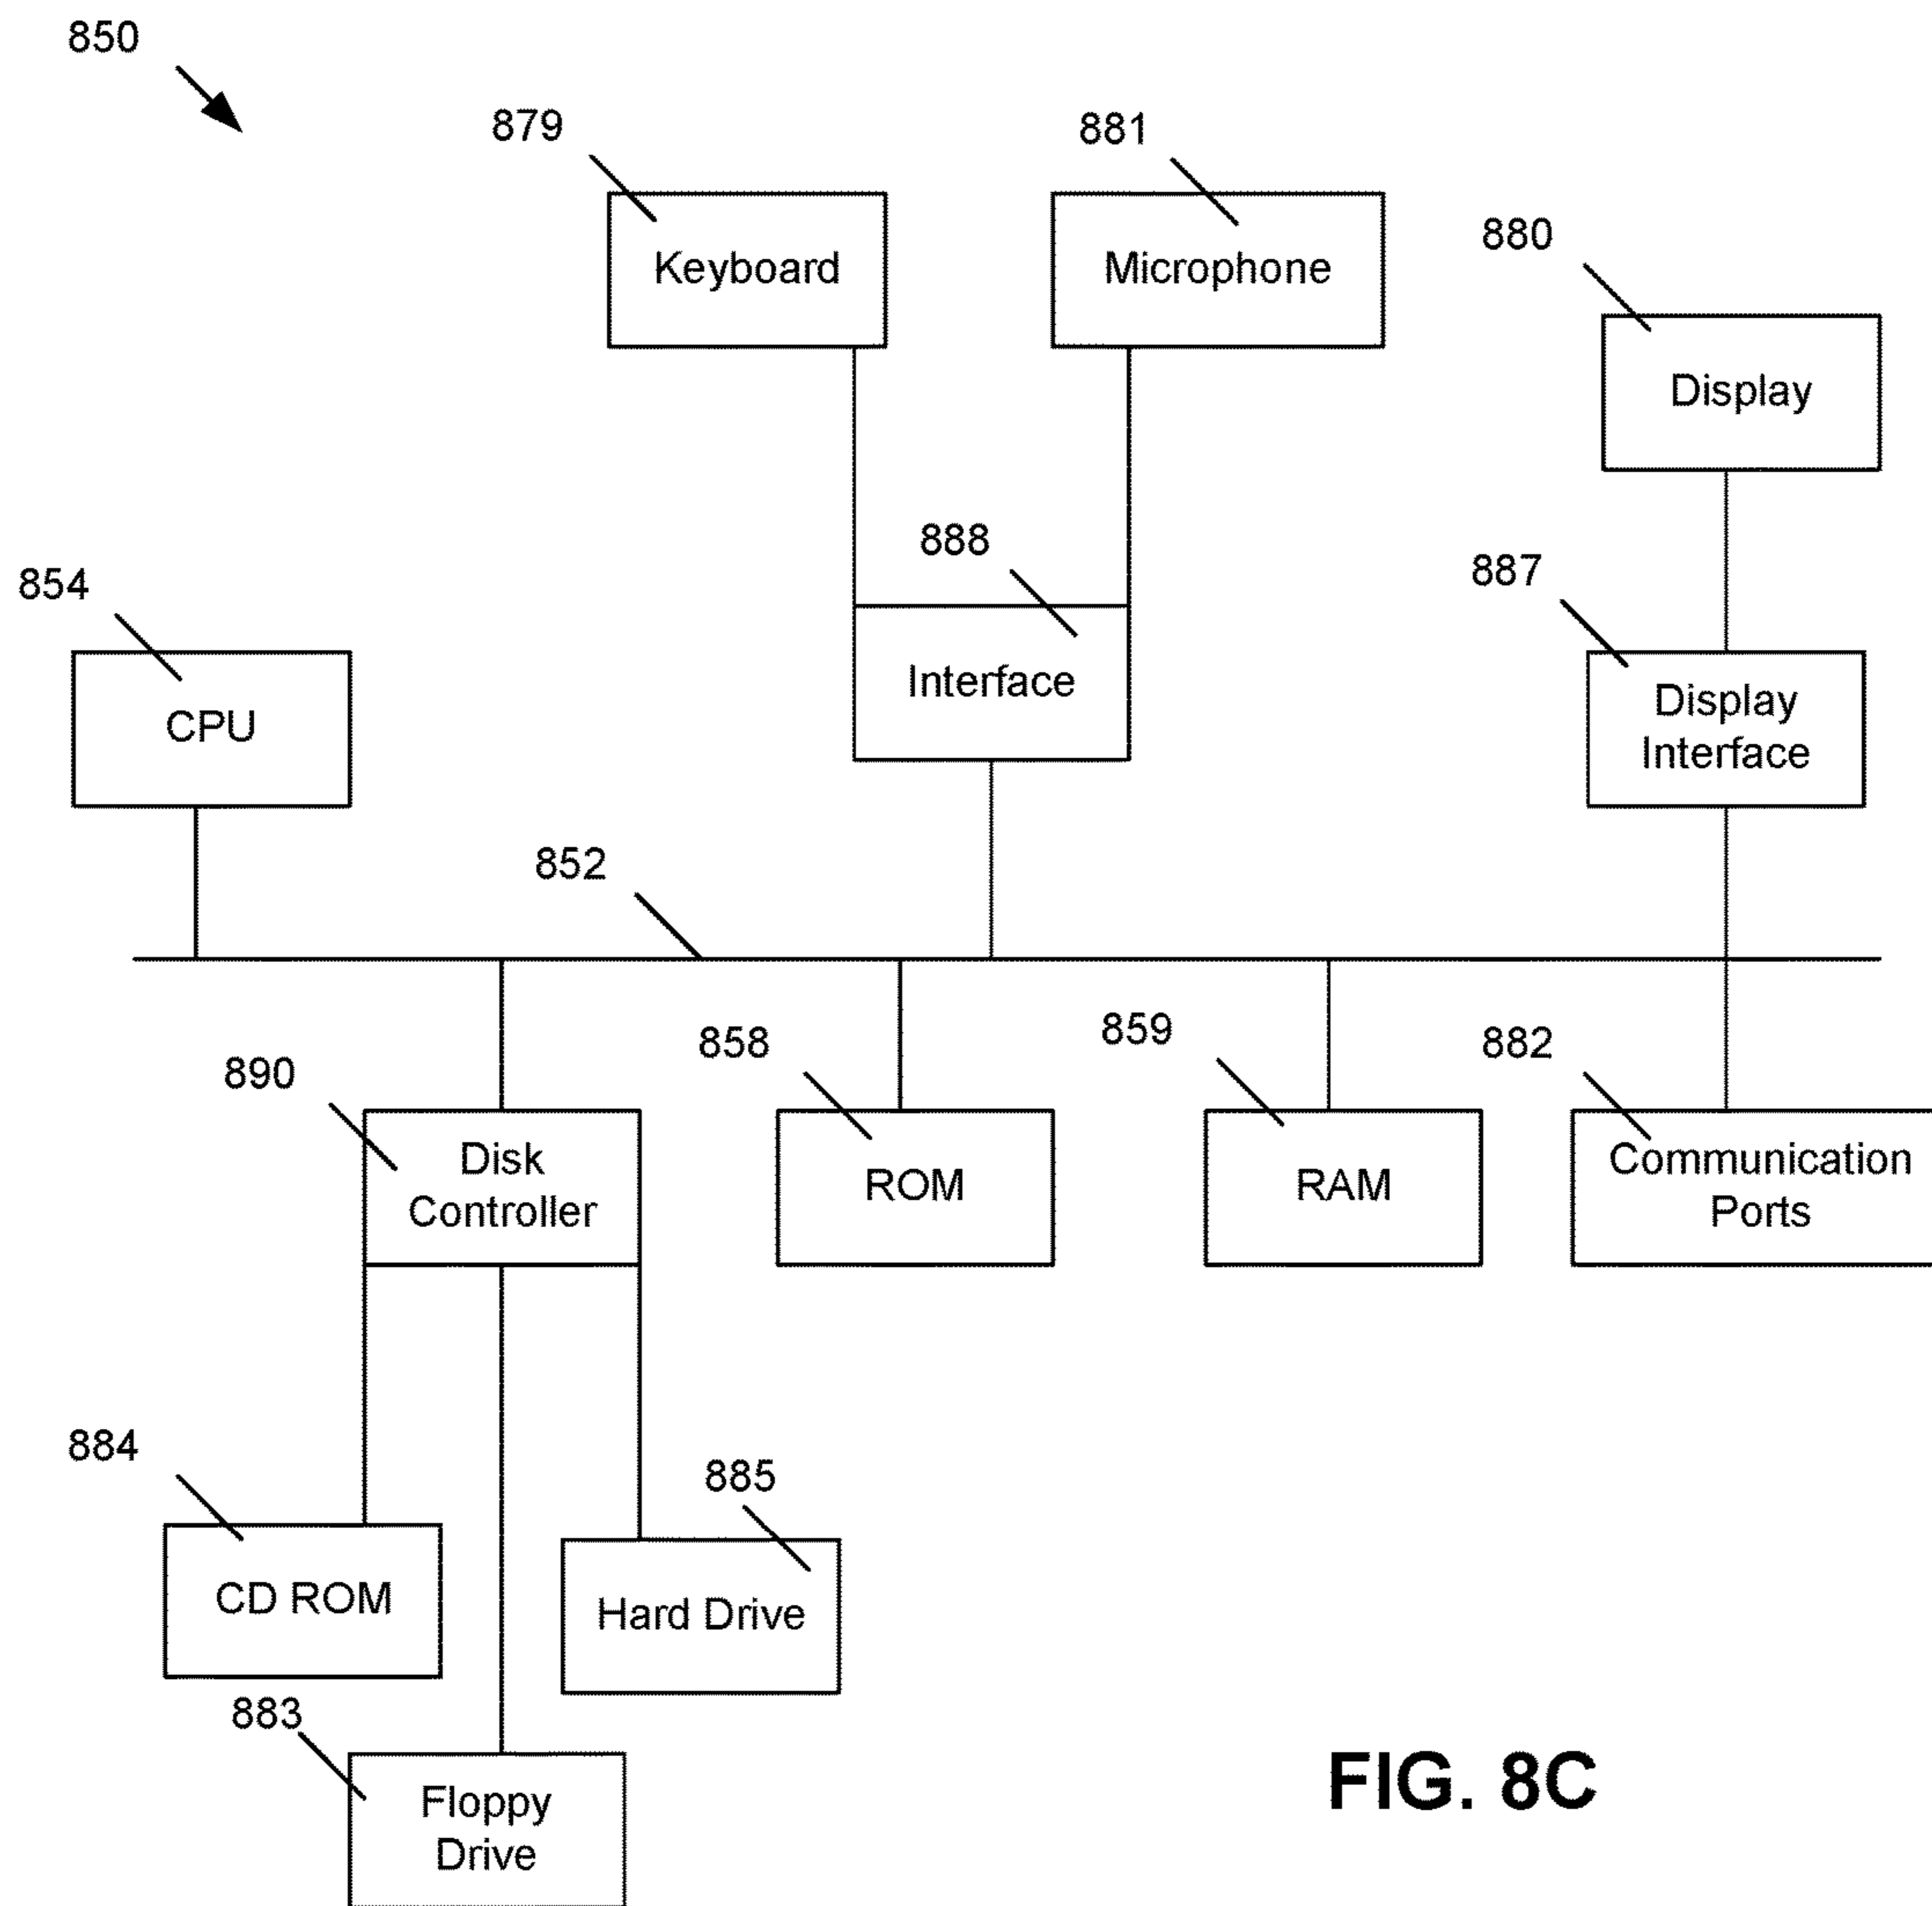 850
879
881
Keyboard
Microphone
880
Display
888
854
887
Interface
CPU
Display
Interface
852
890
858
859
882
Disk
Controller
ROM
RAM
Communication
Ports
884
885
CD ROM
Hard Drive
883
Floppy
Drive
FIG. 8C